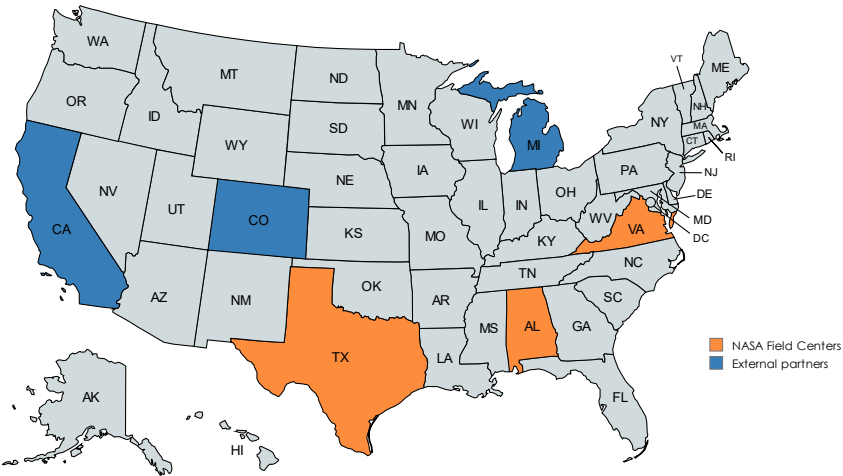 WA
MT
ND
MN
OR
ID
SD
WI
WY
MI
VT
ME
NH
NY
MA
CT
RI
NV
UT
CO
NE
IA
PA
NJ
CA
KS
IL
IN
OH
DE
MO
WV
VA
MD
DC
KY
NC
TN
AZ
NM
OK
AR
SC
MS
AL
GA
TX
LA
NASA Field Centers
External partners
AK
FL
HI